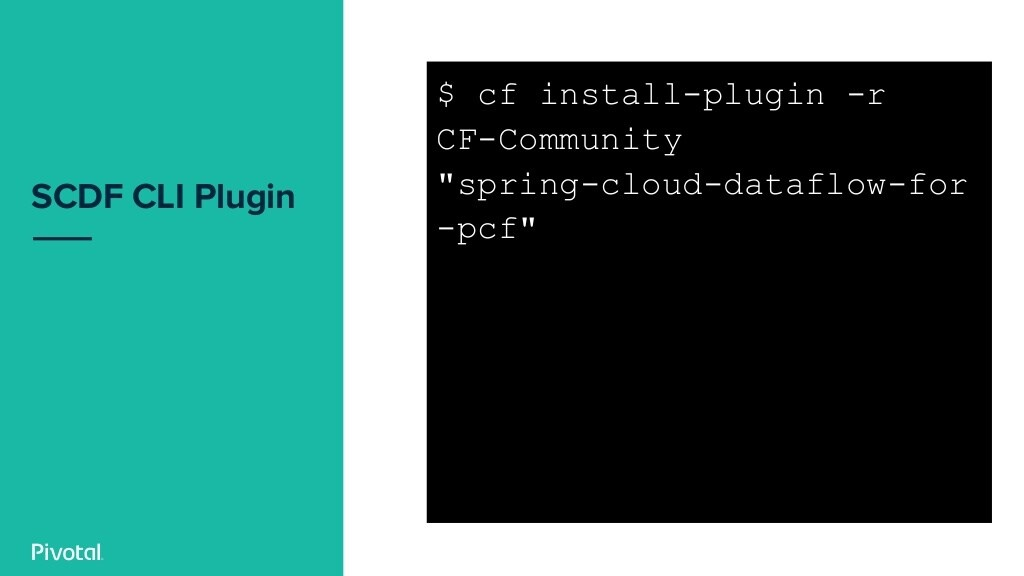 SCDF CLI Plugin
$ cf install-plugin -r
CF-Community
"spring-cloud-dataflow-for
-pcf"
Pivotal